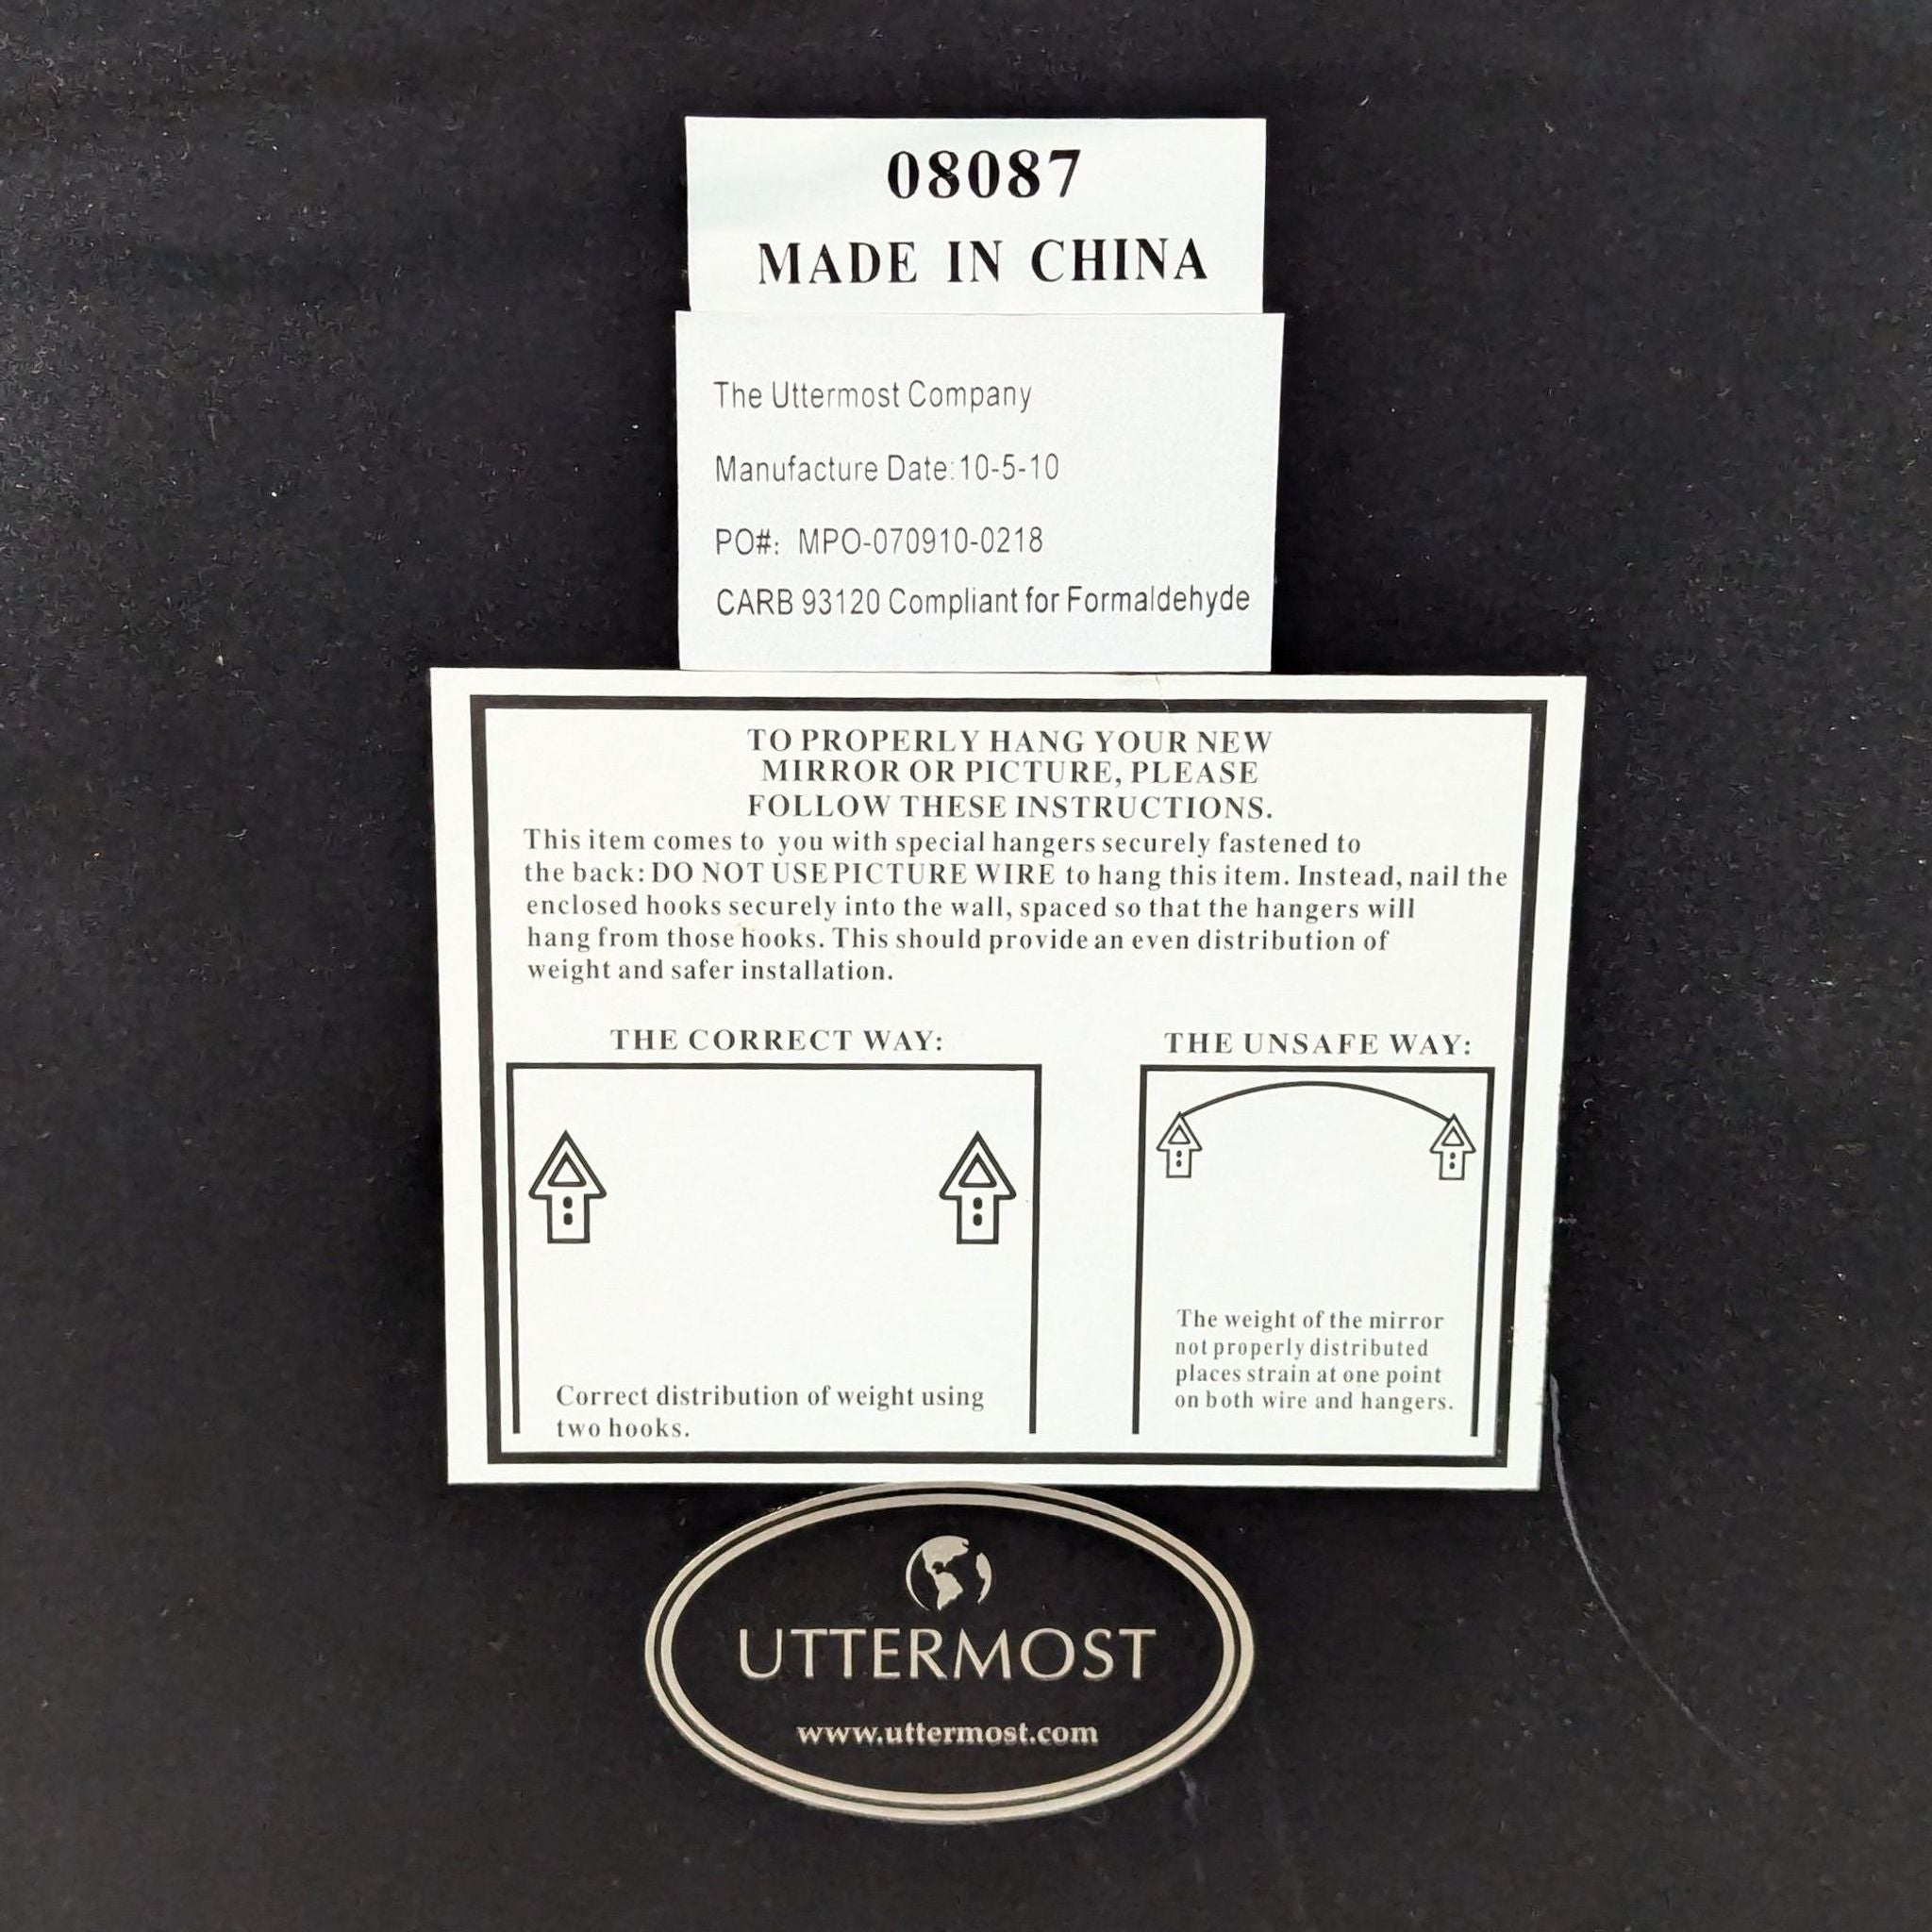 08087
MADE IN CHINA
The Uttermost Company
Manufacture Date:10-5-10
PO#: MPO-070910-0218
CARB 93120 Compliant for Formaldehyde
TO PROPERLY HANG YOUR NEW
MIRROR OR PICTURE, PLEASE
FOLLOW THESE INSTRUCTIONS.
This item comes to you with special hangers securely fastened to
the back: DO NOT USE PICTURE WIRE to hang this item. Instead, nail the
enclosed hooks securely into the wall, spaced so that the hangers will
hang from those hooks. This should provide an even distribution of
weight and safer installation.
THE CORRECT WAY:
Correct distribution of weight using
two hooks.
THE UNSAFE WAY:
The weight of the mirror
not properly distributed
places strain at one point
on both wire and hangers.
UTTERMOST
www.uttermost.com